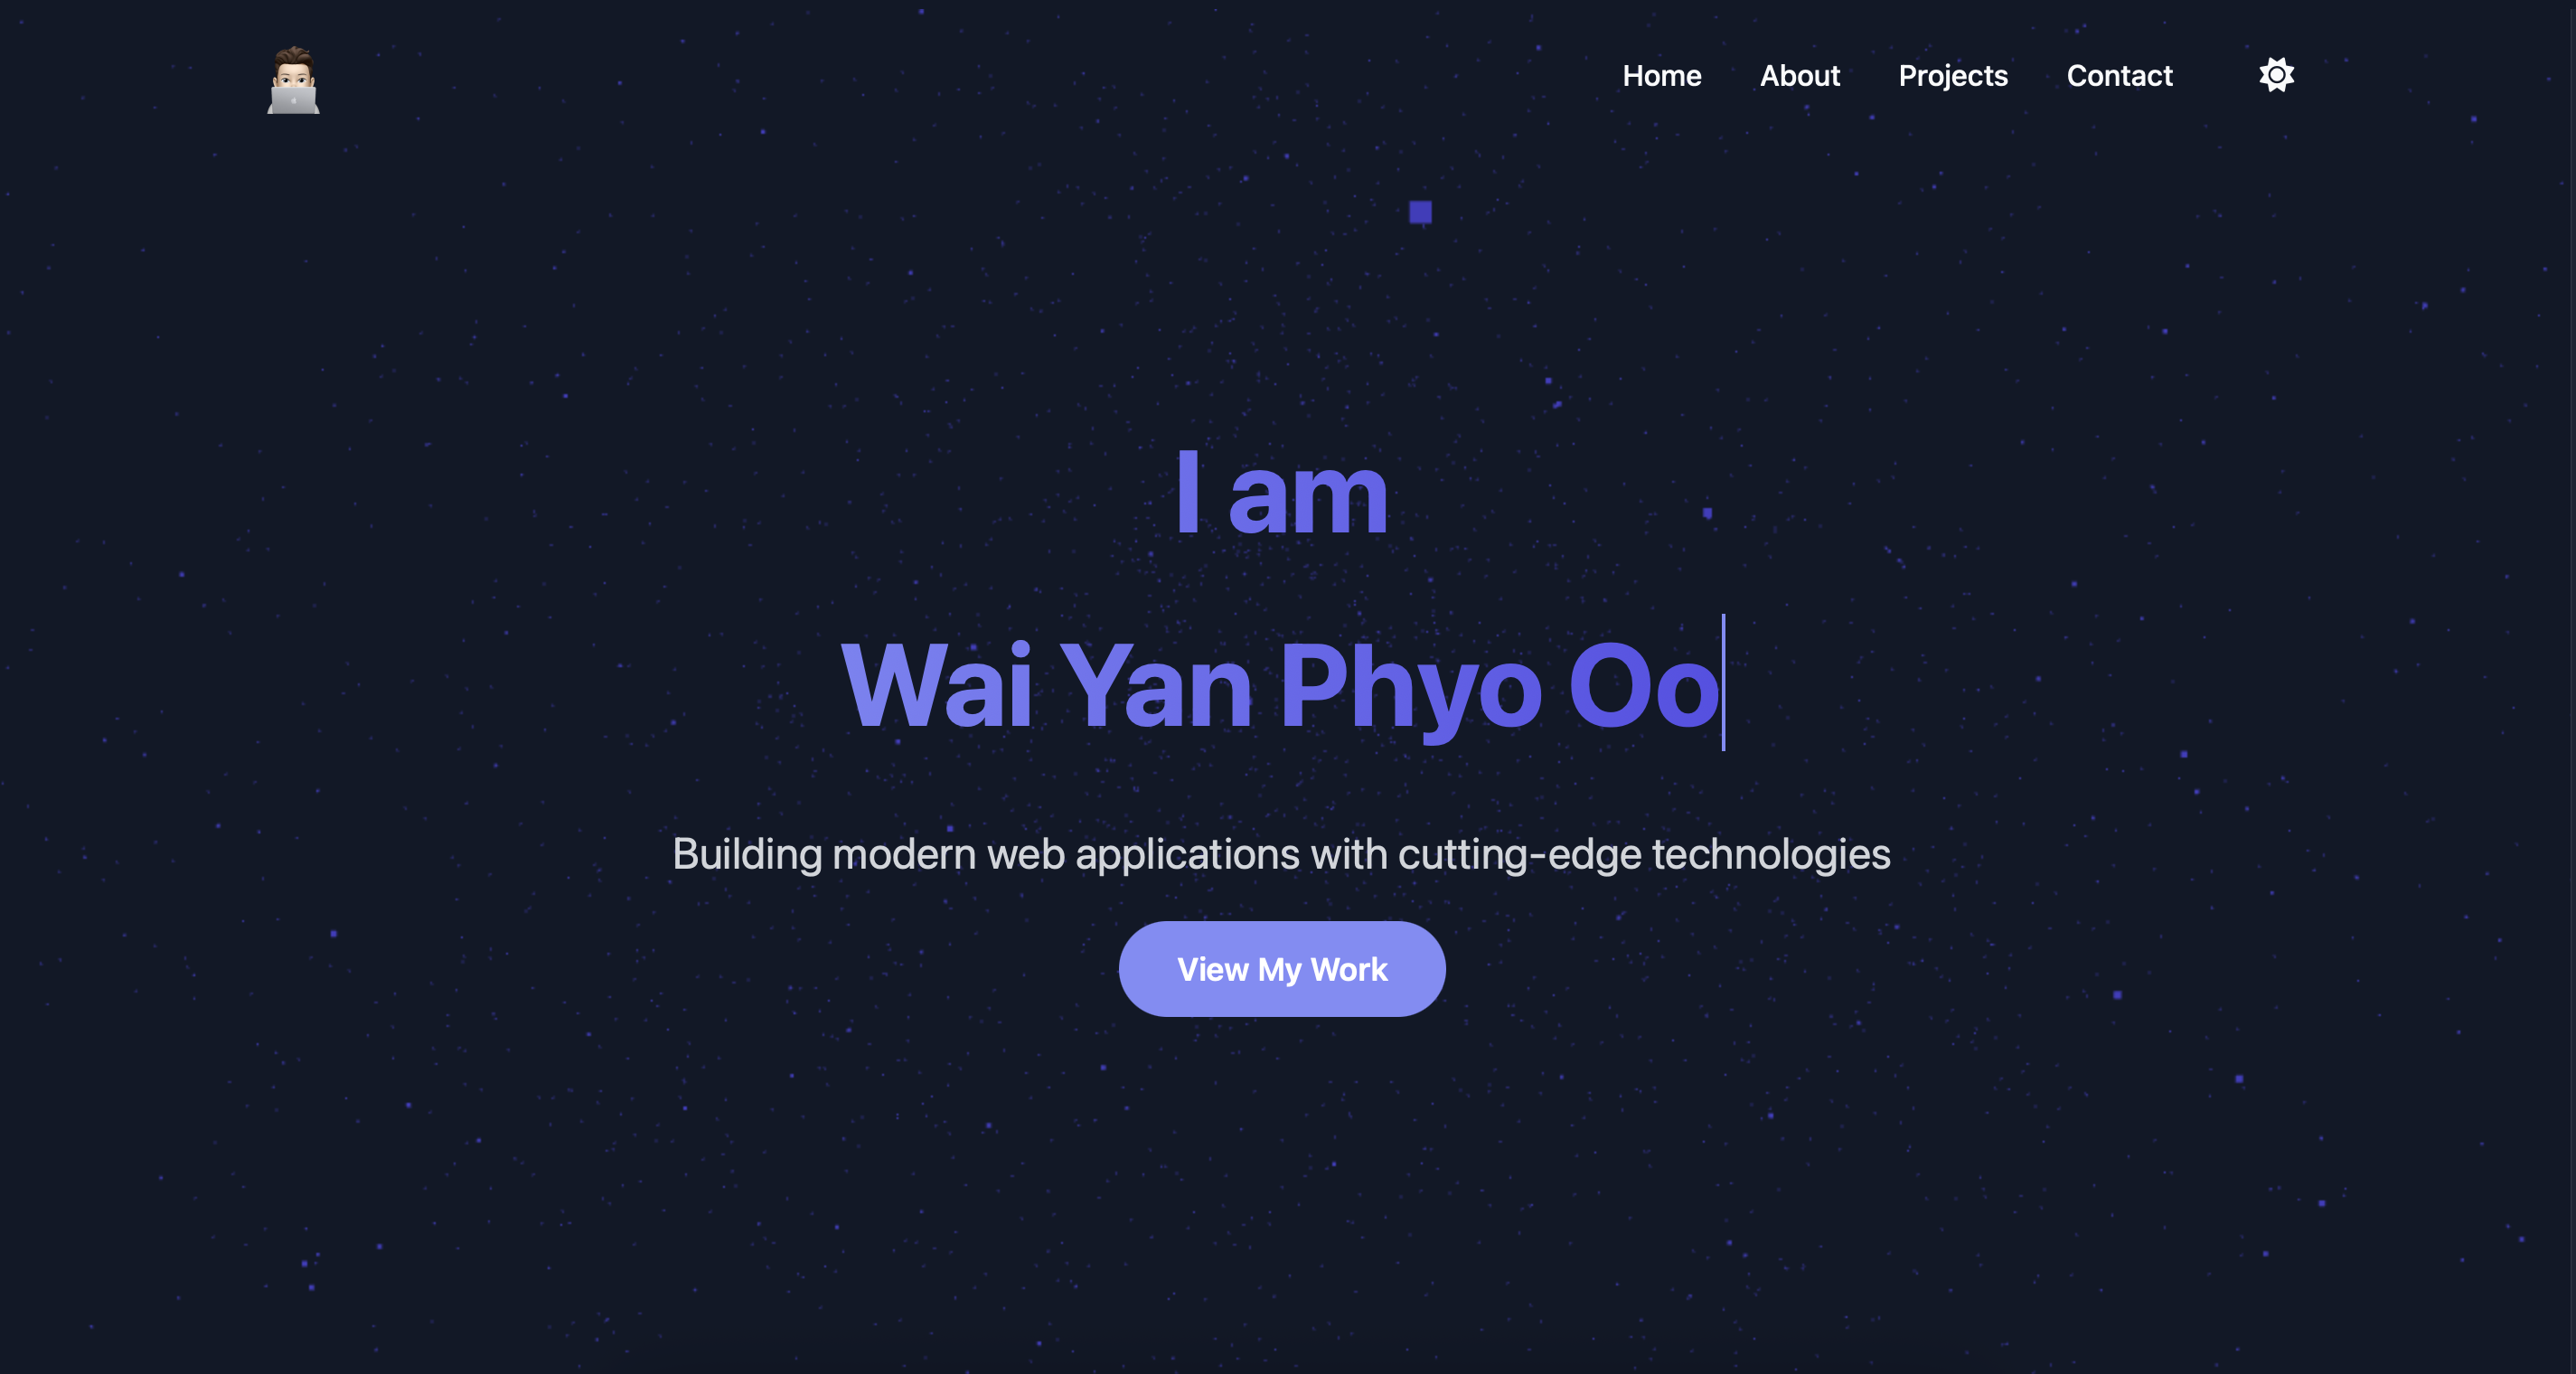 Home About Projects Contact
I am
Wai Yan Phyo Oo
Building modern web applications with cutting-edge technologies
View My Work